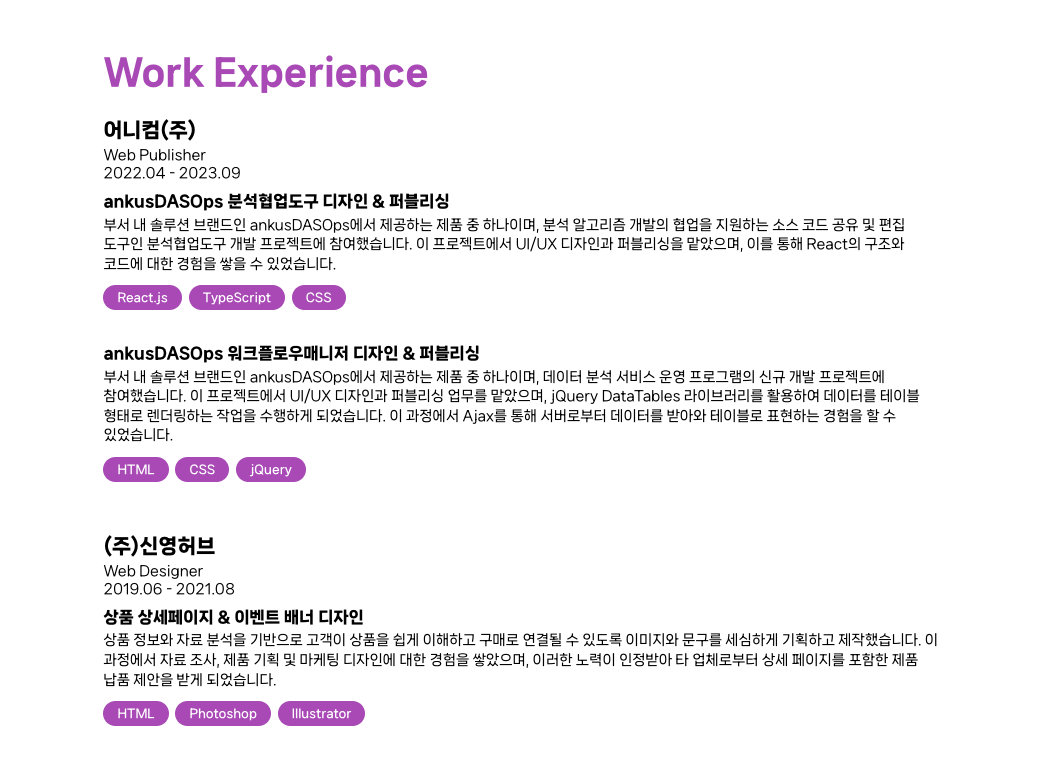 Work Experience
어니컴(주)
Web Publisher
2022.04 - 2023.09
ankusDASOps 분석협업도구 디자인 & 퍼블리싱
부서 내 솔루션 브랜드인 ankusDASOps에서 제공하는 제품 중 하나이며, 분석 알고리즘 개발의 협업을 지원하는 소스 코드 공유 및 편집
도구인 분석협업도구 개발 프로젝트에 참여했습니다. 이 프로젝트에서 UI/UX 디자인과 퍼블리싱을 맡았으며, 이를 통해 React의 구조와
코드에 대한 경험을 쌓을 수 있었습니다.
React.js TypeScript CSS
ankusDASOps 워크플로우매니저 디자인 & 퍼블리싱
부서 내 솔루션 브랜드인 ankusDASOps에서 제공하는 제품 중 하나이며, 데이터 분석 서비스 운영 프로그램의 신규 개발 프로젝트에
참여했습니다. 이 프로젝트에서 UI/UX 디자인과 퍼블리싱 업무를 맡았으며, jQuery DataTables 라이브러리를 활용하여 데이터를 테이블
형태로 렌더링하는 작업을 수행하게 되었습니다. 이 과정에서 Ajax를 통해 서버로부터 데이터를 받아와 테이블로 표현하는 경험을 할 수
있었습니다.
HTML CSS jQuery
(주)신영허브
Web Designer
2019.06 - 2021.08
상품 상세페이지 & 이벤트 배너 디자인
상품 정보와 자료 분석을 기반으로 고객이 상품을 쉽게 이해하고 구매로 연결될 수 있도록 이미지와 문구를 세심하게 기획하고 제작했습니다. 이
과정에서 자료 조사, 제품 기획 및 마케팅 디자인에 대한 경험을 쌓았으며, 이러한 노력이 인정받아 타 업체로부터 상세 페이지를 포함한 제품
납품 제안을 받게 되었습니다.
HTML Photoshop Illustrator